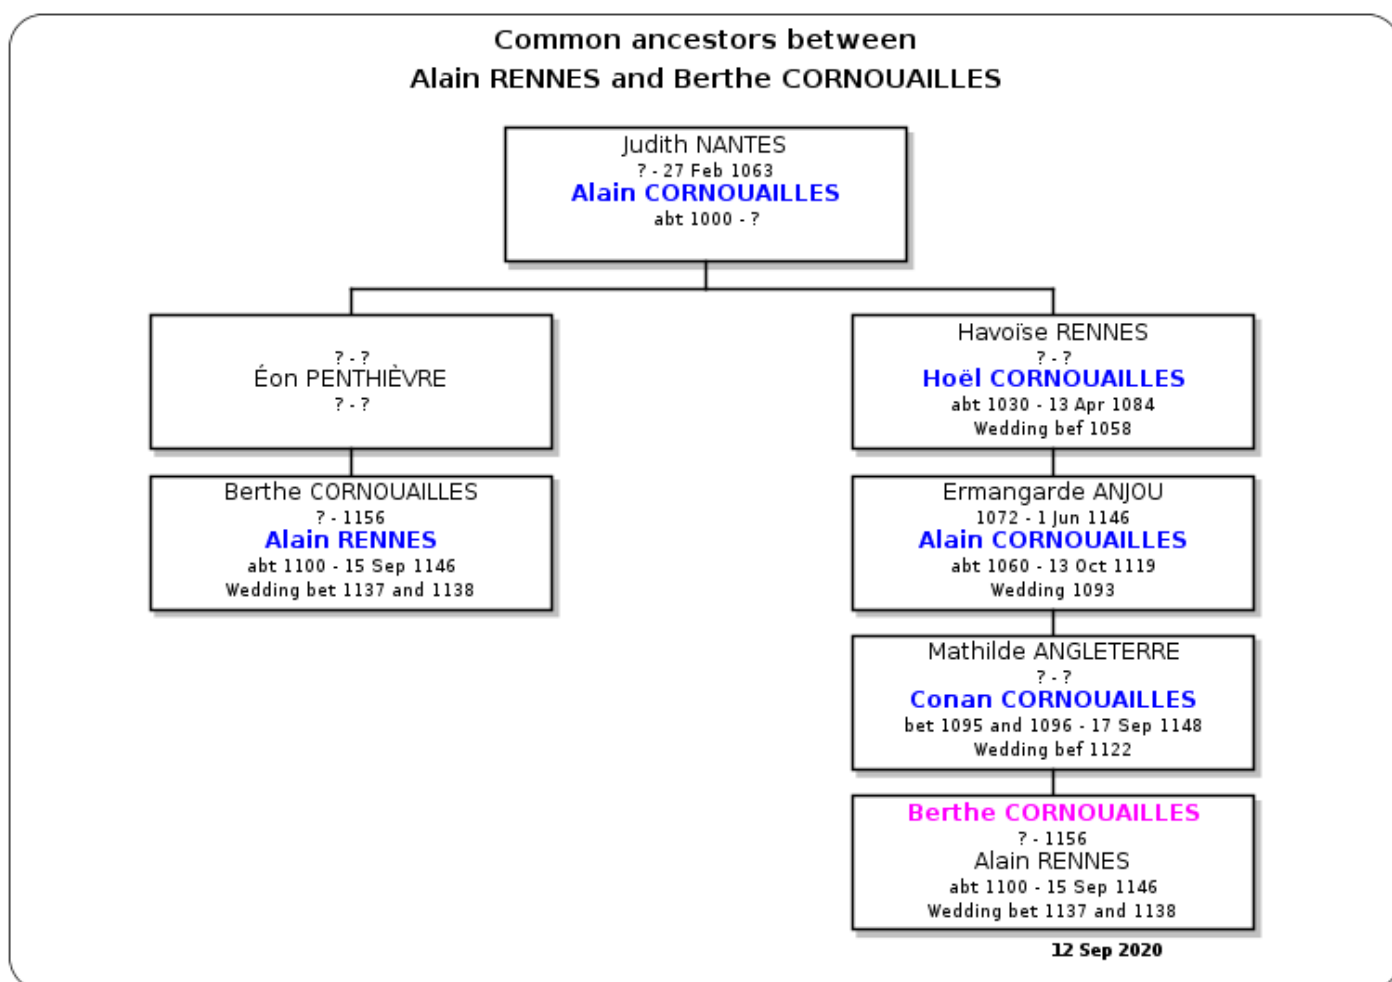 Common ancestors between
Alain RENNES and Berthe CORNOUAILLES
Judith NANTES
? - 27 Feb 1063
Alain CORNOUAILLES
abt 1000 - ?
? - ?
Éon PENTHIÈVRE
? - ?
Havoïse RENNES
? - ?
Hoël CORNOUAILLES
abt 1030 - 13 Apr 1084
Wedding bef 1058
Berthe CORNOUAILLES
? - 1156
Alain RENNES
abt 1100 - 15 Sep 1146
Wedding bet 1137 and 1138
Ermangarde ANJOU
1072 - 1 Jun 1146
Alain CORNOUAILLES
abt 1060 - 13 Oct 1119
Wedding 1093
Mathilde ANGLETERRE
? - ?
Conan CORNOUAILLES
bet 1095 and 1096 - 17 Sep 1148
Wedding bef 1122
Berthe CORNOUAILLES
? - 1156
Alain RENNES
abt 1100 - 15 Sep 1146
Wedding bet 1137 and 1138
12 Sep 2020